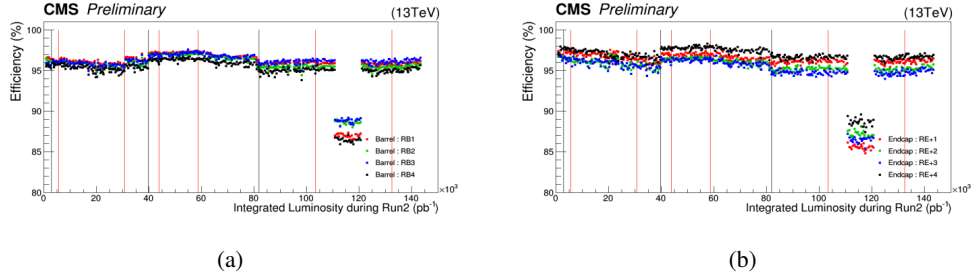 CMS Preliminary (13TeV)
Efficiency (%)
100
95
90
85
80
Barrel : RB1
Barrel : RB2
Barrel : RB3
Barrel : RB4
0 20 40 60 80 100 120 140
×10³
Integrated Luminosity during Run2 (pb⁻¹)
(a)
CMS Preliminary (13TeV)
Efficiency (%)
100
95
90
85
80
Endcap : RE+1
Endcap : RE+2
Endcap : RE+3
Endcap : RE+4
0 20 40 60 80 100 120 140
×10³
Integrated Luminosity during Run2 (pb⁻¹)
(b)